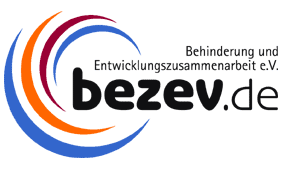 Behinderung und
Entwicklungszusammenarbeit e.V.
bezev.de